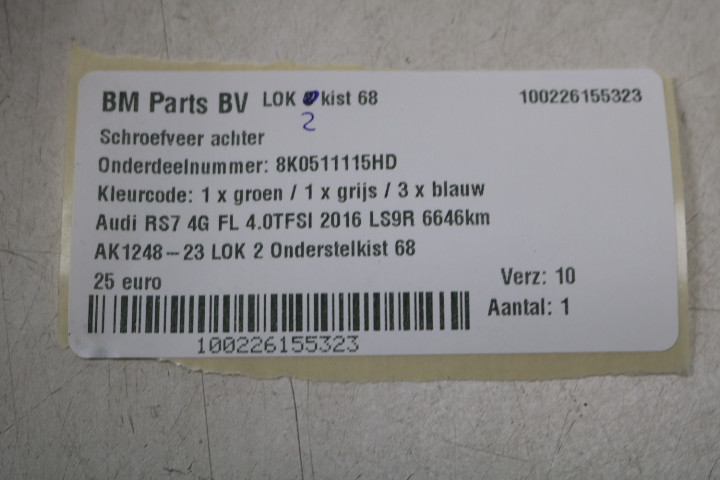 BM Parts BV LOK kist 68 100226155323
2
Schroefveer achter
Onderdeelnummer: 8K0511115HD
Kleurcode: 1 x groen / 1 x grijs / 3 x blauw
Audi RS7 4G FL 4.0TFSI 2016 LS9R 6646km
AK1248-23 LOK 2 Onderstelkist 68
25 euro Verz: 10
Aantal: 1
100226155323